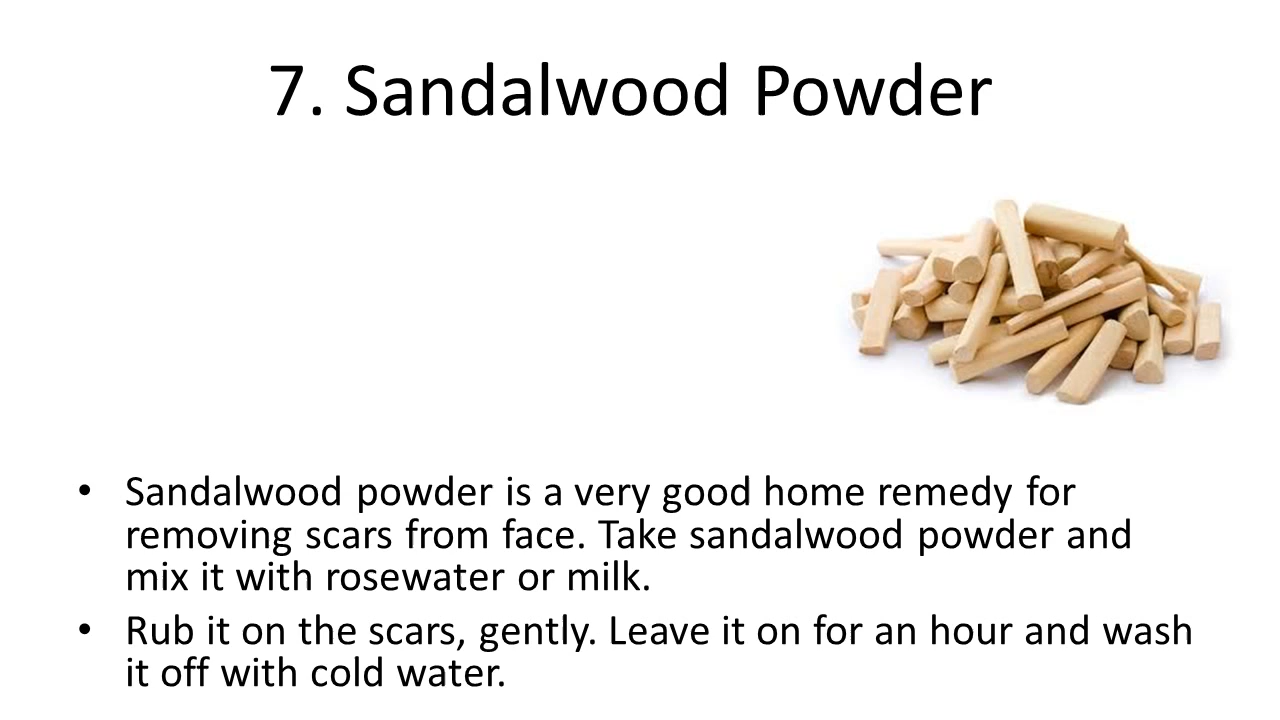 7. Sandalwood Powder
• Sandalwood powder is a very good home remedy for
removing scars from face. Take sandalwood powder and
mix it with rosewater or milk.
• Rub it on the scars, gently. Leave it on for an hour and wash
it off with cold water.